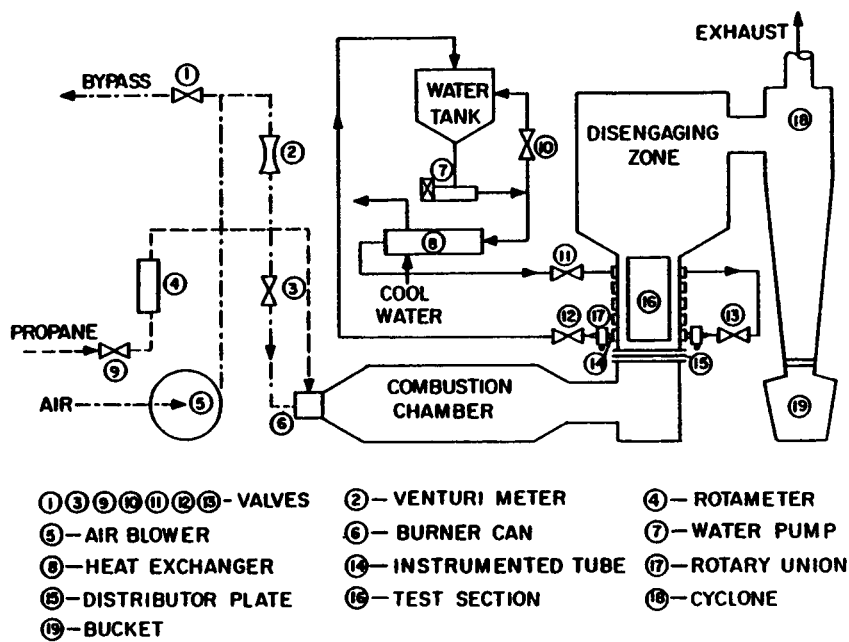 EXHAUST
BYPASS
①
②
WATER
TANK
⑩
⑦
⑱
DISENGAGING
ZONE
⑧
④
③
⑪
COOL
WATER
⑯
PROPANE
⑨
⑫
⑰
⑬
⑭
⑮
AIR
⑤
⑥
COMBUSTION
CHAMBER
⑲
①③⑨⑩⑪⑫⑬-VALVES
②-VENTURI METER
④-ROTAMETER
⑤-AIR BLOWER
⑥-BURNER CAN
⑦-WATER PUMP
⑧-HEAT EXCHANGER
⑭-INSTRUMENTED TUBE
⑰-ROTARY UNION
⑮-DISTRIBUTOR PLATE
⑯-TEST SECTION
⑱-CYCLONE
⑲-BUCKET